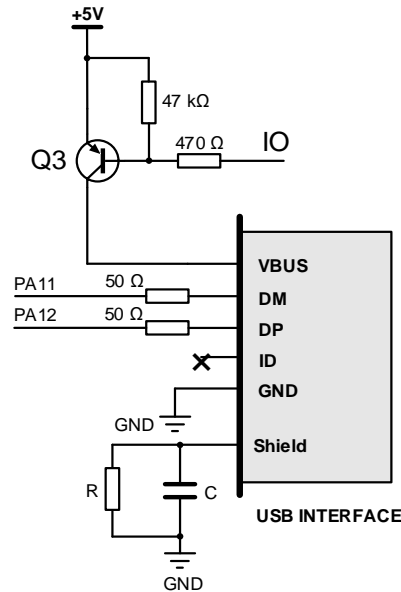 +5V
47 kΩ
470 Ω
IO
Q3
VBUS
PA11
50 Ω
DM
PA12
50 Ω
DP
ID
GND
GND
Shield
R
C
USB INTERFACE
GND